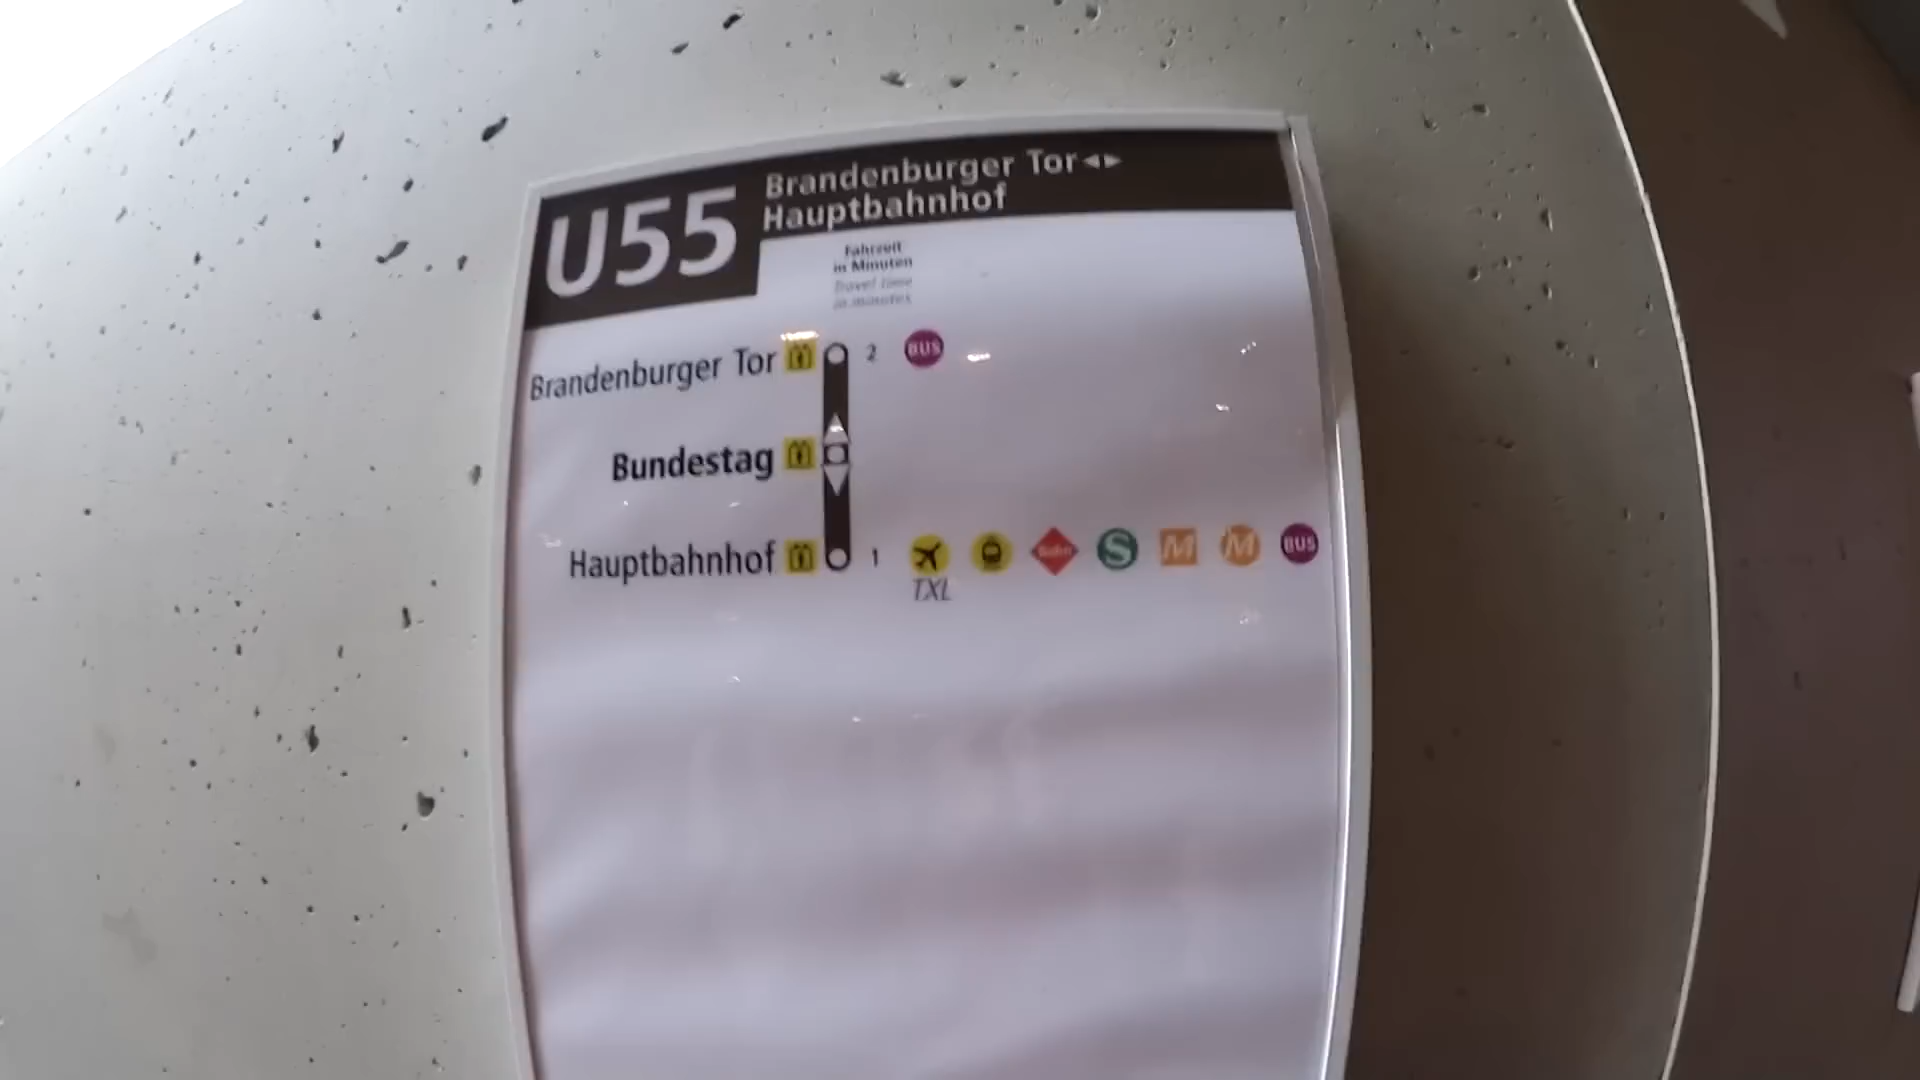 U55
Brandenburger Tor
Hauptbahnhof
Fahrzeit
in Minuten
Travel time
in minutes
Brandenburger Tor 2 BUS
Bundestag
Hauptbahnhof 1 Bahn S M M BUS
TXL